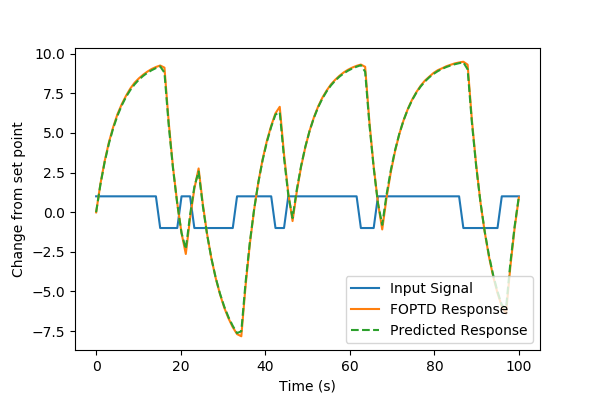 10.0
7.5
5.0
2.5
0.0
−2.5
−5.0
−7.5
Change from set point
Input Signal
FOPTD Response
Predicted Response
0 20 40 60 80 100
Time (s)